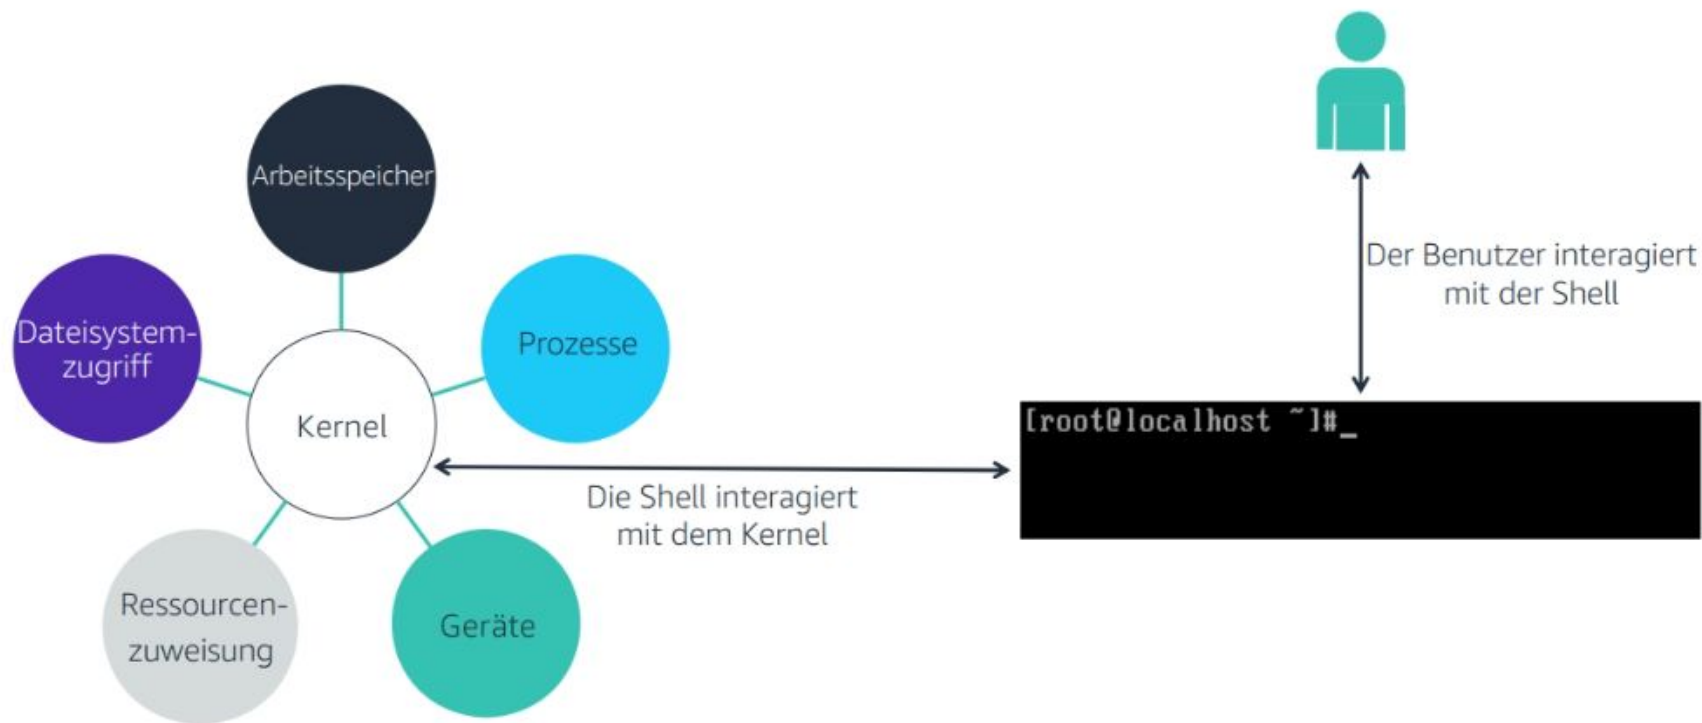 Arbeitsspeicher
Dateisystem-
zugriff
Prozesse
Kernel
Ressourcen-
zuweisung
Geräte
Die Shell interagiert
mit dem Kernel
Der Benutzer interagiert
mit der Shell
[root@localhost ~]#_